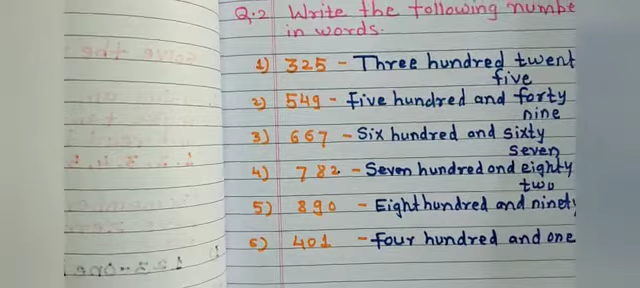 Q.2 Write the following numbe
in words.
1) 325 - Three hundred twent
five
2) 549 - Five hundred and forty
nine
3) 667 - Six hundred and sixty
seven
4) 782 - Seven hundred and eighty
two
5) 890 - Eight hundred and ninety
6) 401 - Four hundred and one